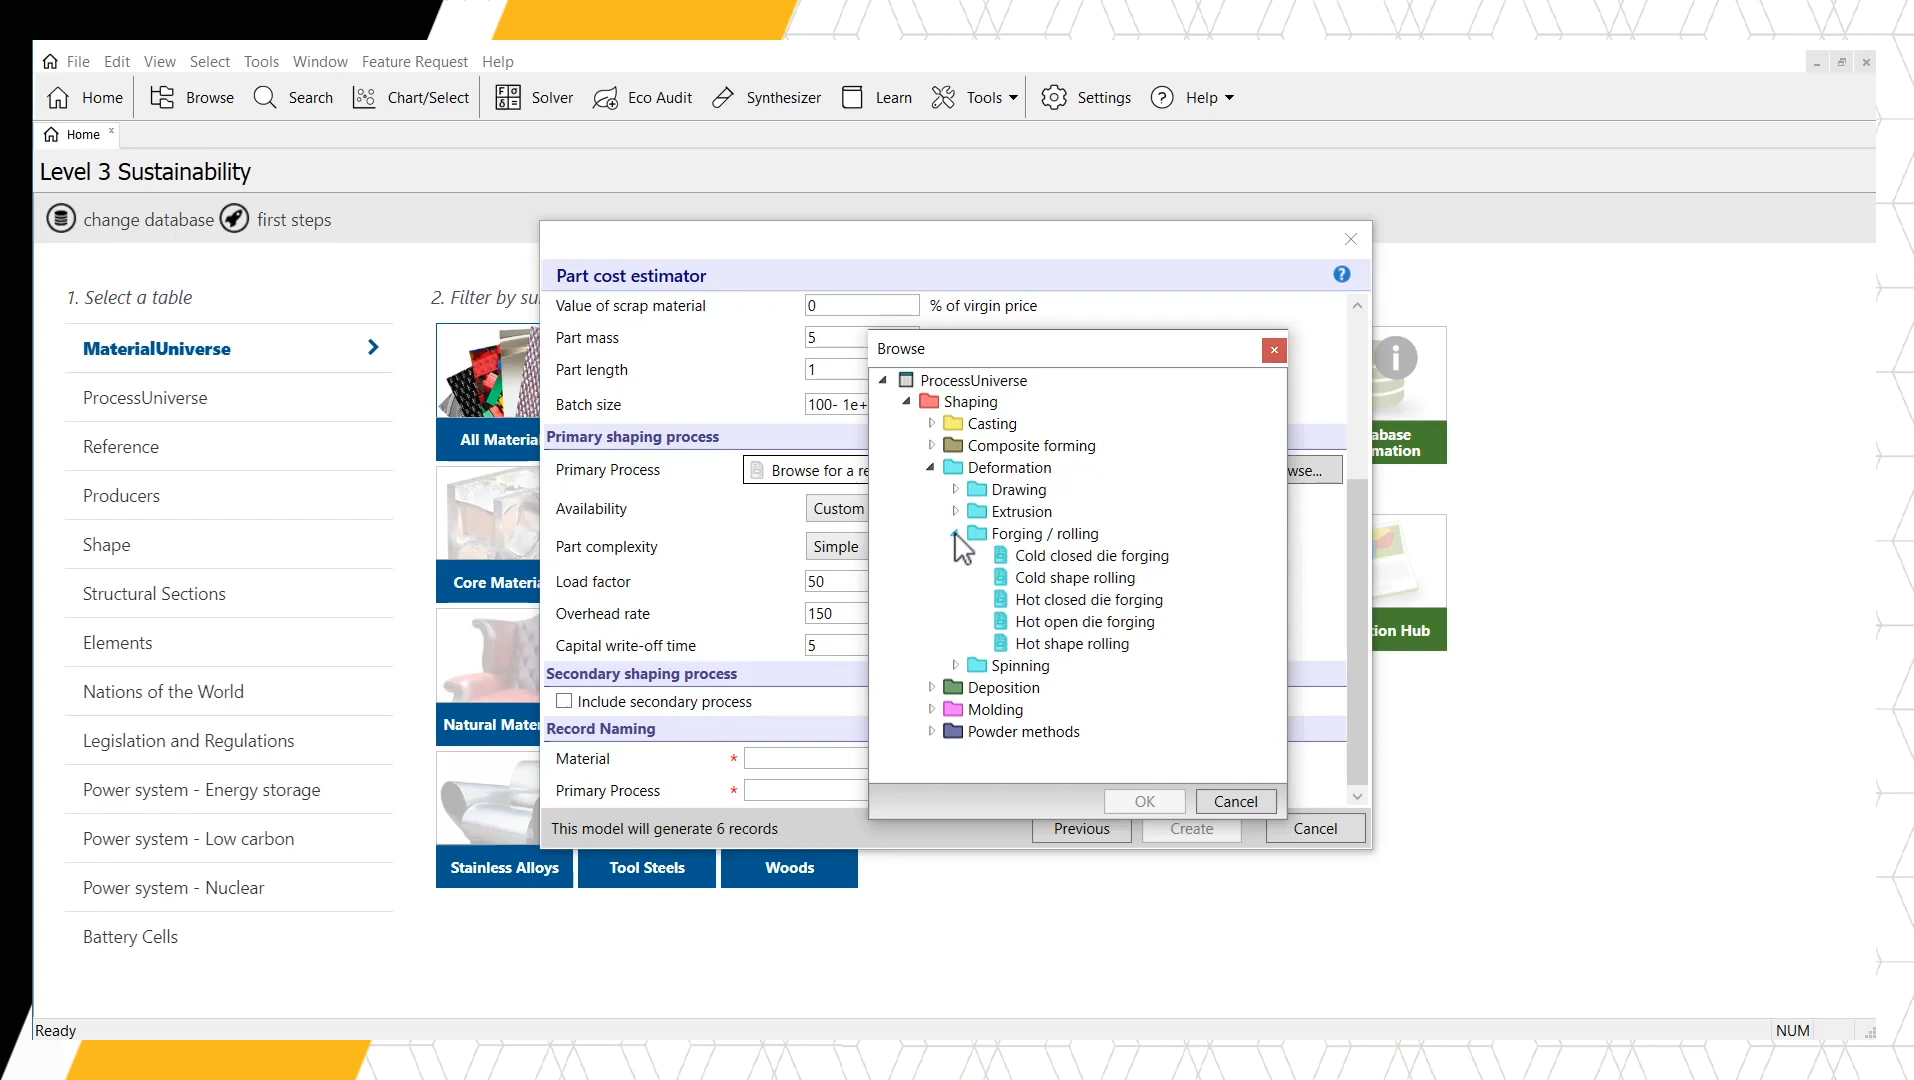 File Edit View Select Tools Window Feature Request Help
Home Browse Search Chart/Select Solver Eco Audit Synthesizer Learn Tools Settings Help
Home
Level 3 Sustainability
change database first steps
1. Select a table
MaterialUniverse
ProcessUniverse
Reference
Producers
Shape
Structural Sections
Elements
Nations of the World
Legislation and Regulations
Power system - Energy storage
Power system - Low carbon
Power system - Nuclear
Battery Cells
2. Filter by su
All Materia
Core Materia
Natural Mater
Stainless Alloys
Tool Steels
Woods
abase
mation
ion Hub
Part cost estimator
Value of scrap material 0 % of virgin price
Part mass 5
Part length 1
Batch size 100- 1e+
Primary shaping process
Primary Process Browse for a re wse...
Availability Custom
Part complexity Simple
Load factor 50
Overhead rate 150
Capital write-off time 5
Secondary shaping process
Include secondary process
Record Naming
Material *
Primary Process *
This model will generate 6 records
Previous Create Cancel
Browse
ProcessUniverse
Shaping
Casting
Composite forming
Deformation
Drawing
Extrusion
Forging / rolling
Cold closed die forging
Cold shape rolling
Hot closed die forging
Hot open die forging
Hot shape rolling
Spinning
Deposition
Molding
Powder methods
OK Cancel
Ready
NUM